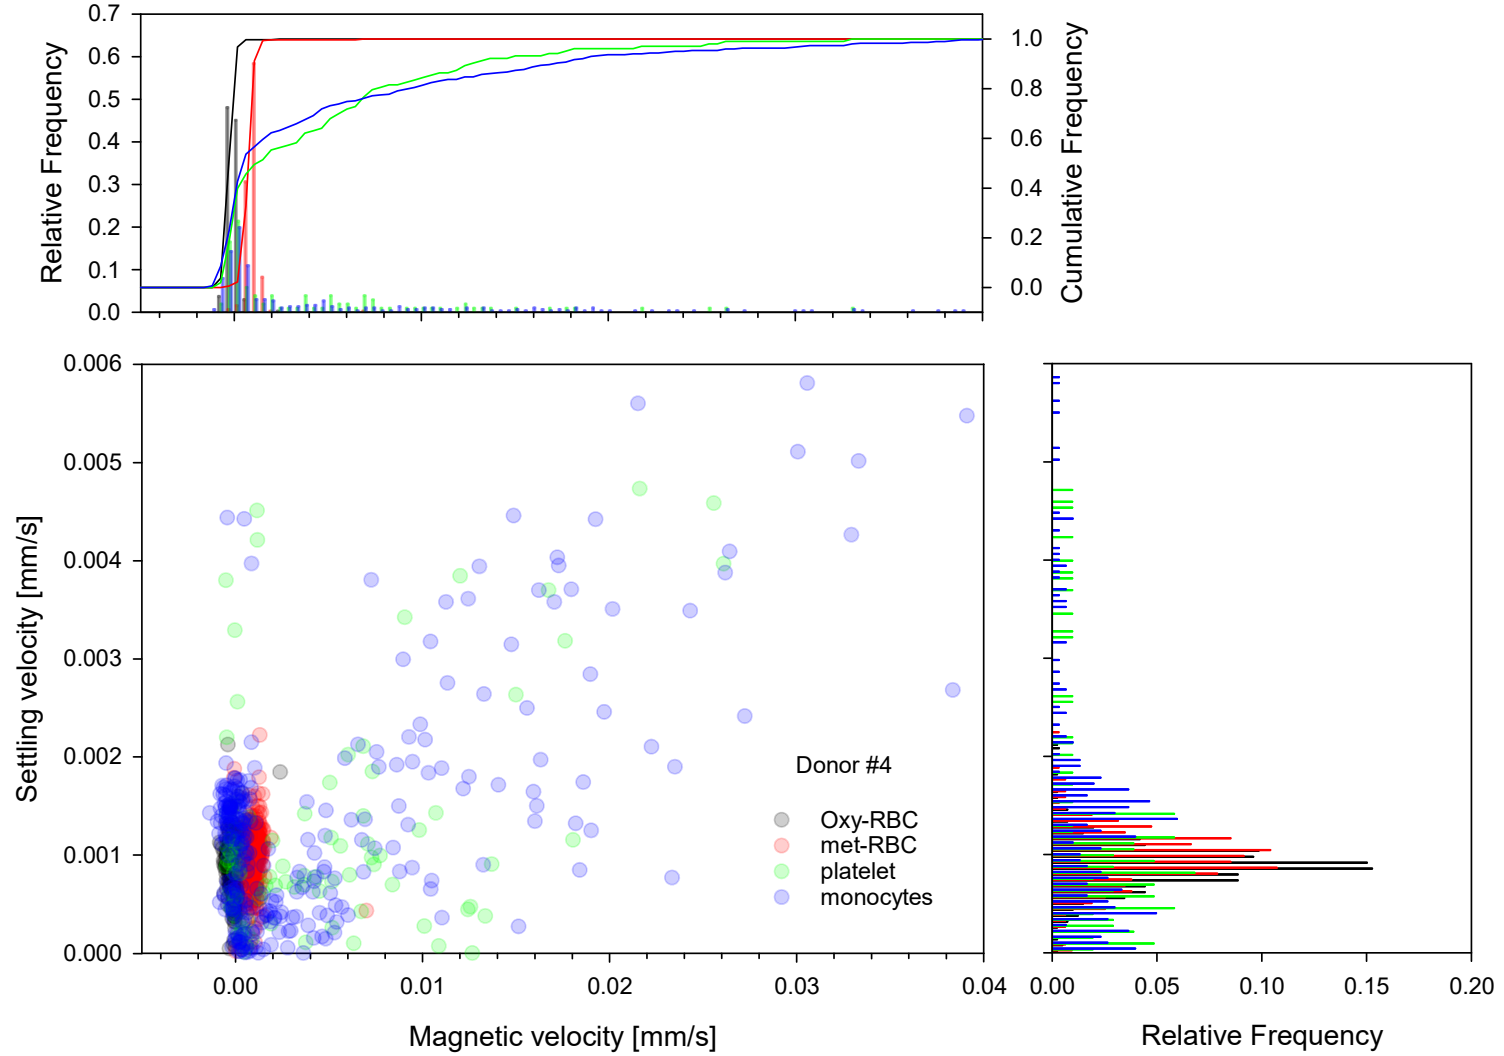 0.7
0.6
0.5
0.4
0.3
0.2
0.1
0.0
Relative Frequency
1.0
0.8
0.6
0.4
0.2
0.0
Cumulative Frequency
0.006
0.005
0.004
0.003
0.002
0.001
0.000
Settling velocity [mm/s]
Donor #4
Oxy-RBC
met-RBC
platelet
monocytes
0.00 0.01 0.02 0.03 0.04
Magnetic velocity [mm/s]
0.00 0.05 0.10 0.15 0.20
Relative Frequency